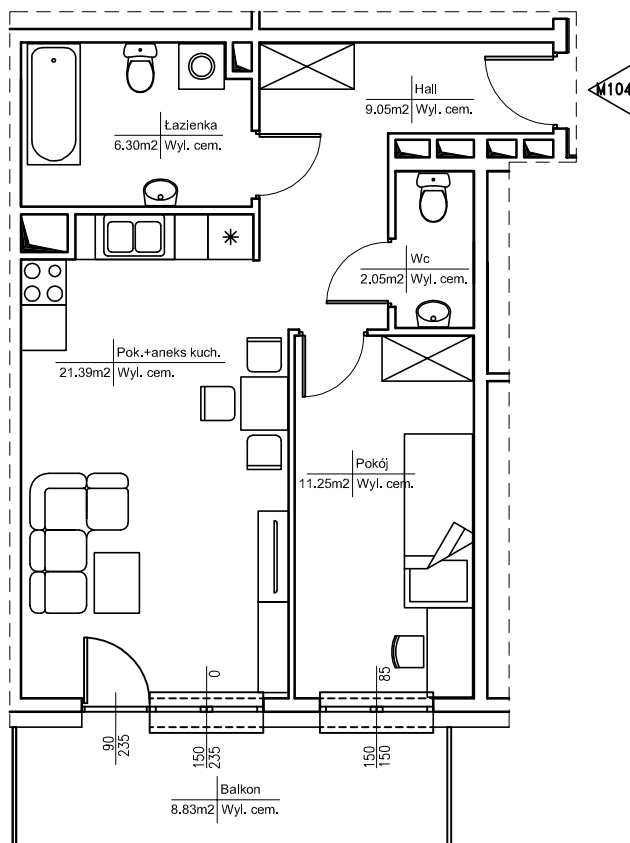 Hall
9.05m2 Wyl. cem.
M104
Łazienka
6.30m2 Wyl. cem.
Wc
2.05m2 Wyl. cem.
Pok.+aneks kuch.
21.39m2 Wyl. cem.
Pokój
11.25m2 Wyl. cem.
0
85
90
235
150
235
150
150
Balkon
8.83m2 Wyl. cem.